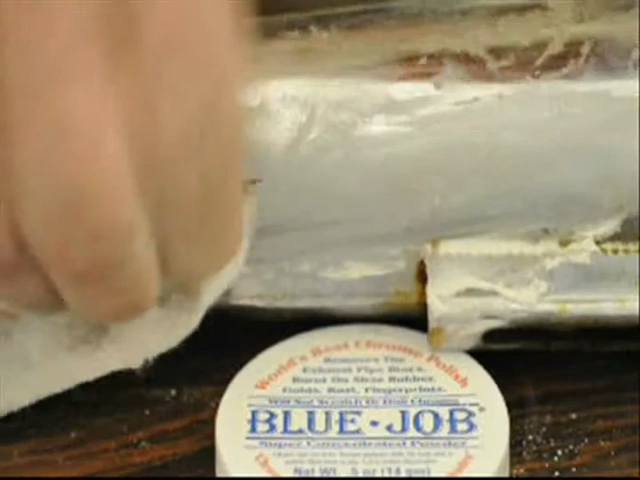 World's Best Chrome Polish
Removes The
Exhaust Pipe Blues,
Burnt On Shoe Rubber,
Golds, Rust, Fingerprints.
Will Not Scratch Or Dull Chrome
BLUE-JOB®
Super Concentrated Powder
Net WT. .5 oz (14 gm)